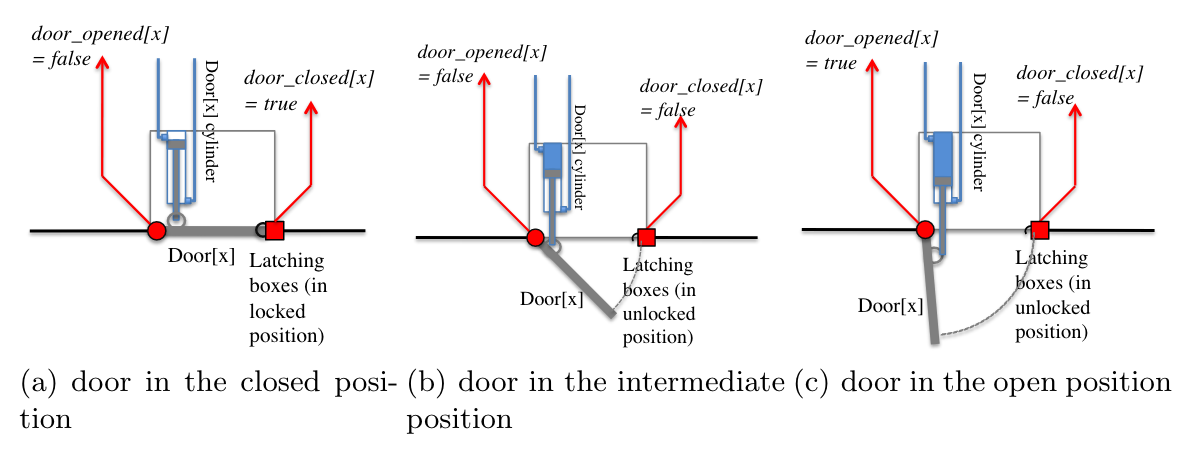 door_opened[x]
= false
door_closed[x]
= true
Door[x] cylinder
Door[x]
Latching
boxes (in
locked
position)
(a) door in the closed posi-
tion
door_opened[x]
= false
door_closed[x]
= false
Door[x] cylinder
Door[x]
Latching
boxes (in
unlocked
position)
(b) door in the intermediate
position
door_opened[x]
= true
door_closed[x]
= false
Door[x] cylinder
Door[x]
Latching
boxes (in
unlocked
position)
(c) door in the open position